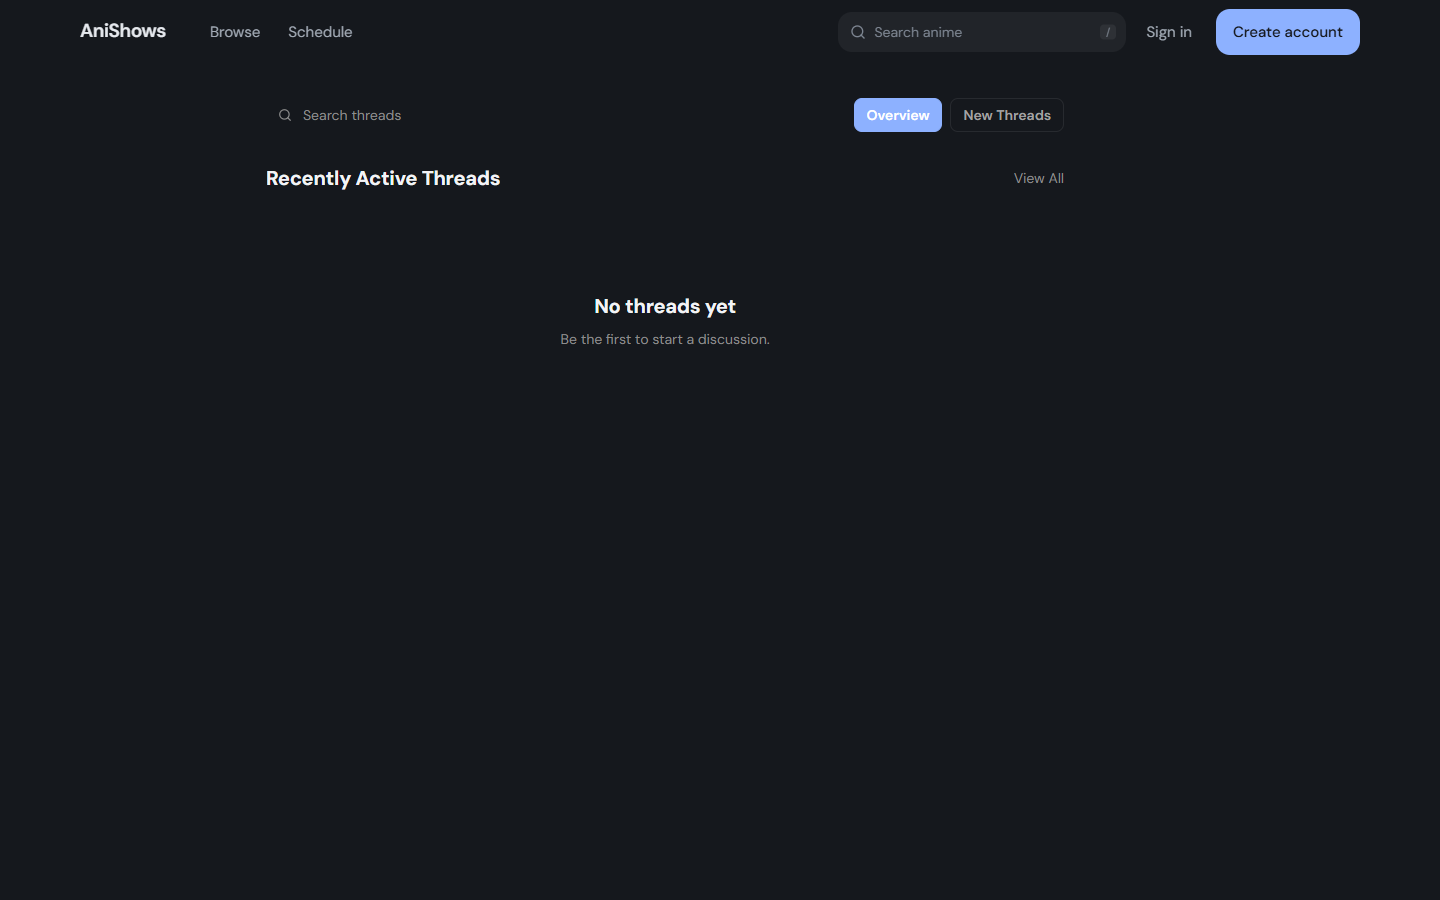 AniShows
Browse
Schedule
Search anime
/
Sign in
Create account
Search threads
Overview
New Threads
Recently Active Threads
View All
No threads yet
Be the first to start a discussion.